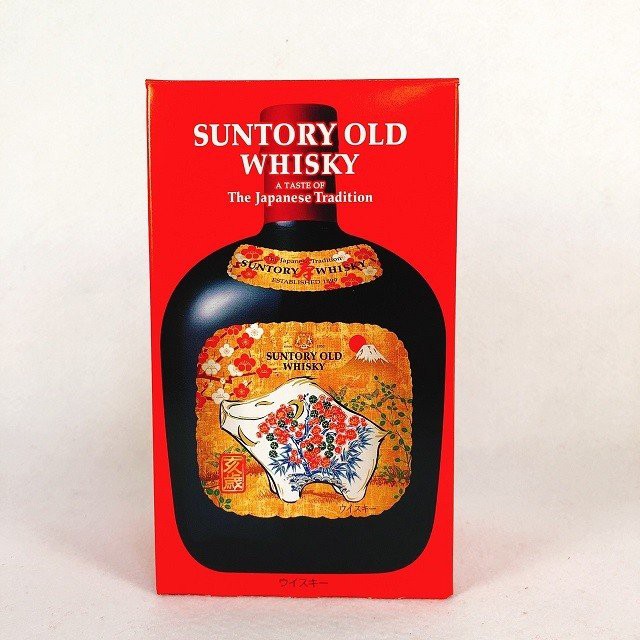 SUNTORY OLD
WHISKY
A TASTE OF
The Japanese Tradition
The Japanese Tradition
SUNTORY 寿 WHISKY
ESTABLISHED 1899
SUNTORY OLD
WHISKY
亥歳
ウイスキー
ウイスキー